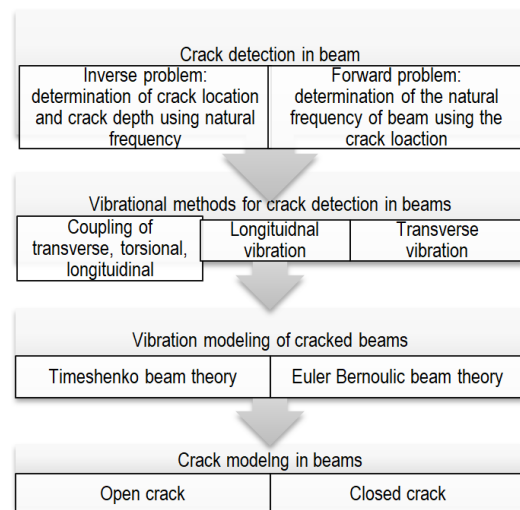 Crack detection in beam
Inverse problem:
determination of crack location
and crack depth using natural
frequency
Forward problem:
determination of the natural
frequency of beam using the
crack loaction
Vibrational methods for crack detection in beams
Coupling of
transverse, torsional,
longituidinal
Longituidnal
vibration
Transverse
vibration
Vibration modeling of cracked beams
Timeshenko beam theory
Euler Bernoulic beam theory
Crack modelng in beams
Open crack
Closed crack